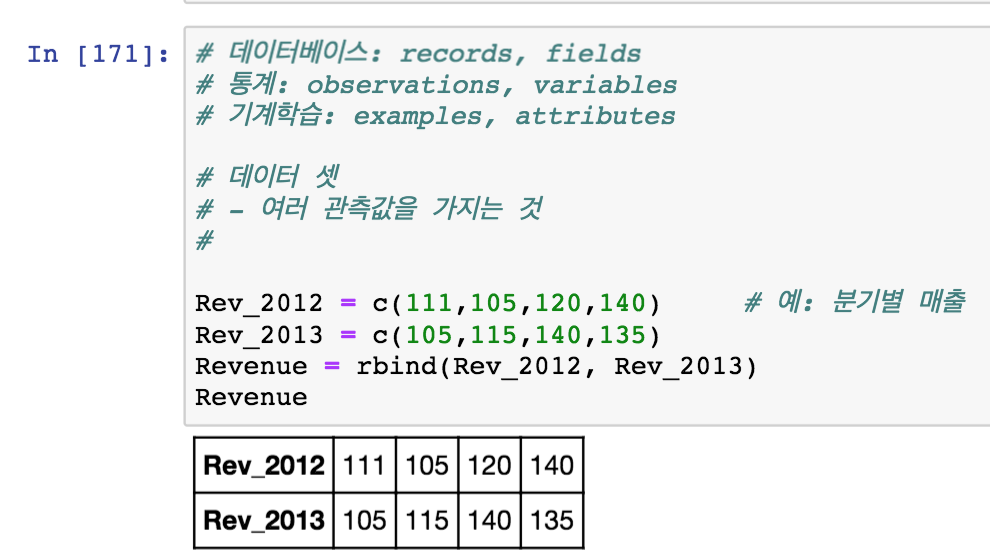 In [171]:
# 데이터베이스: records, fields
# 통계: observations, variables
# 기계학습: examples, attributes
# 데이터 셋
# - 여러 관측값을 가지는 것
#
Rev_2012 = c(111,105,120,140)     # 예: 분기별 매출
Rev_2013 = c(105,115,140,135)
Revenue = rbind(Rev_2012, Rev_2013)
Revenue
Rev_2012 111 105 120 140
Rev_2013 105 115 140 135